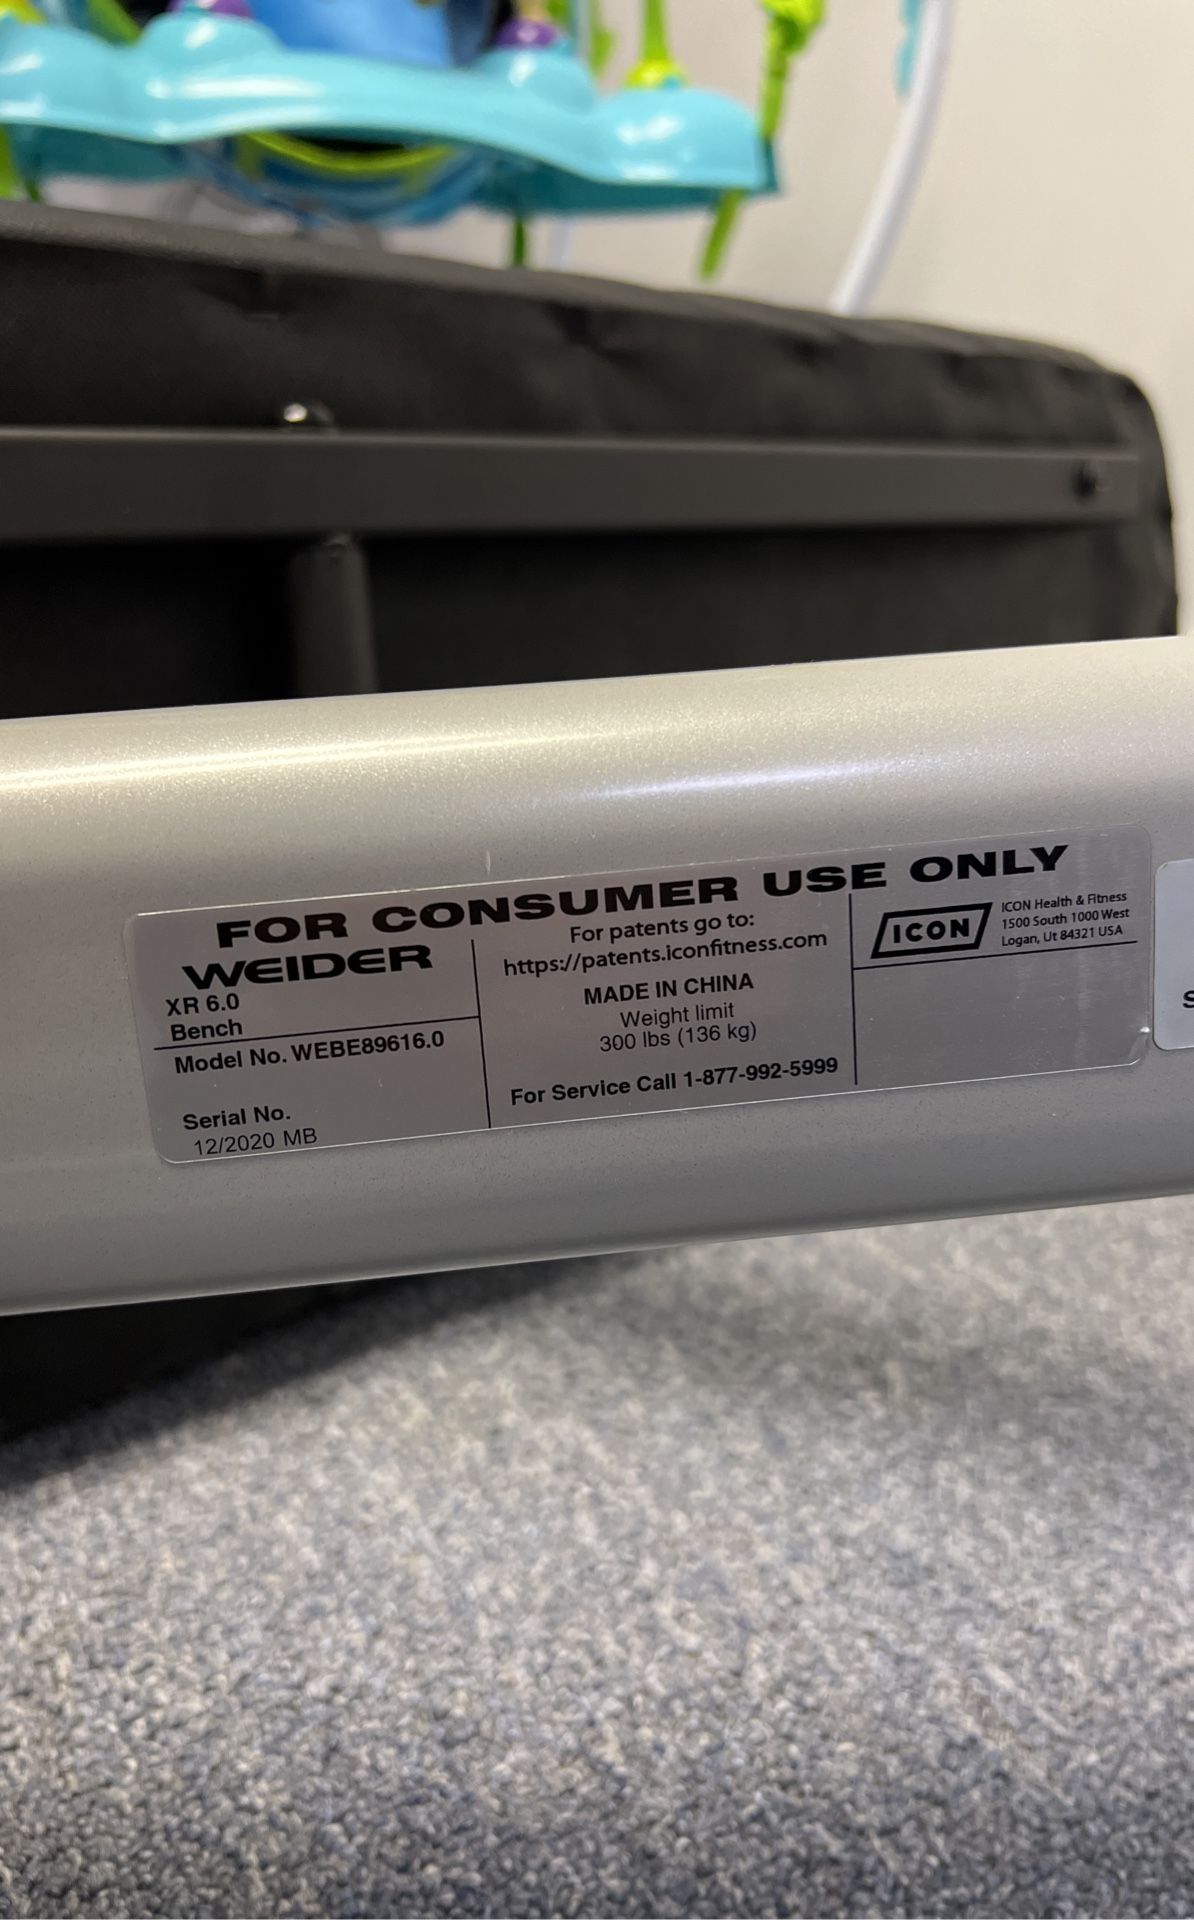 FOR CONSUMER USE ONLY
WEIDER
XR 6.0
Bench
Model No. WEBE89616.0
Serial No.
12/2020 MB
For patents go to:
https://patents.iconfitness.com
MADE IN CHINA
Weight limit
300 lbs (136 kg)
For Service Call 1-877-992-5999
ICON
ICON Health & Fitness
1500 South 1000 West
Logan, Ut 84321 USA
S